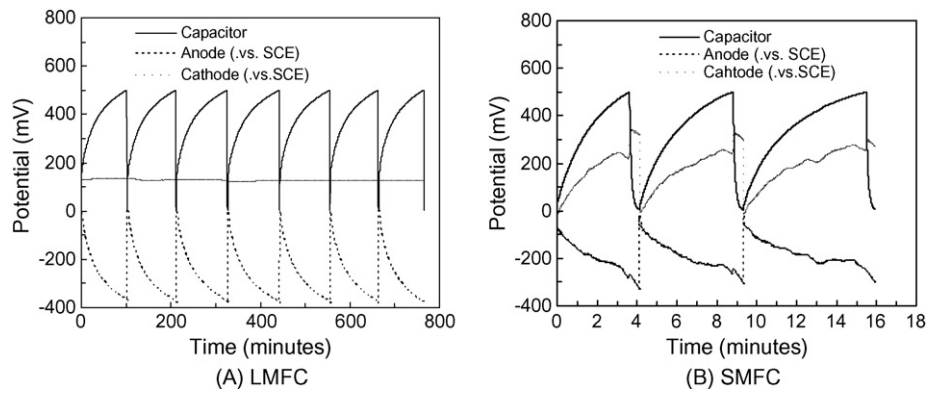 800
600
400
200
0
-200
-400
Potential (mV)
Capacitor
Anode (.vs. SCE)
Cathode (.vs.SCE)
0 200 400 600 800
Time (minutes)
(A) LMFC
800
600
400
200
0
-200
-400
Potential (mV)
Capacitor
Anode (.vs. SCE)
Cahtode (.vs.SCE)
0 2 4 6 8 10 12 14 16 18
Time (minutes)
(B) SMFC